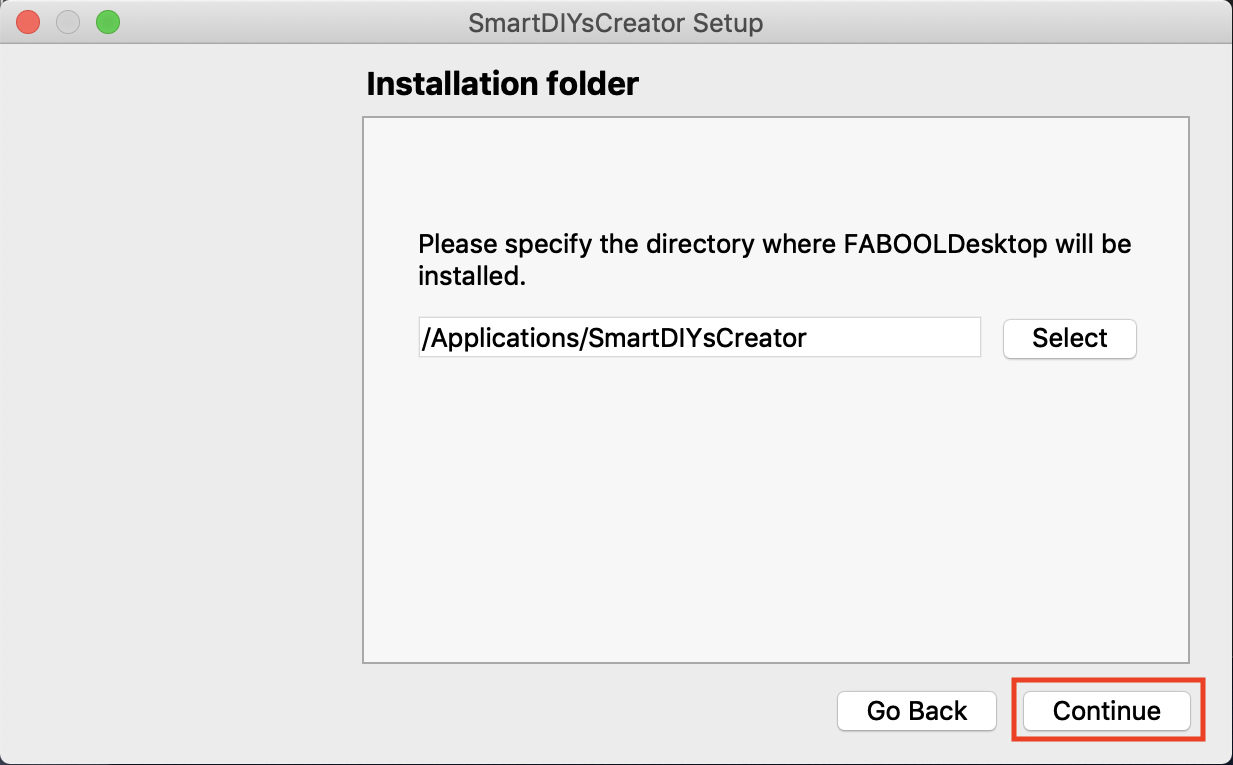 SmartDIYsCreator Setup
Installation folder
Please specify the directory where FABOOLDesktop will be
installed.
/Applications/SmartDIYsCreator
Select
Go Back
Continue